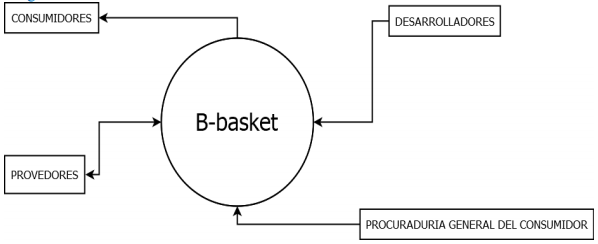 CONSUMIDORES
DESARROLLADORES
B-basket
PROVEDORES
PROCURADURIA GENERAL DEL CONSUMIDOR